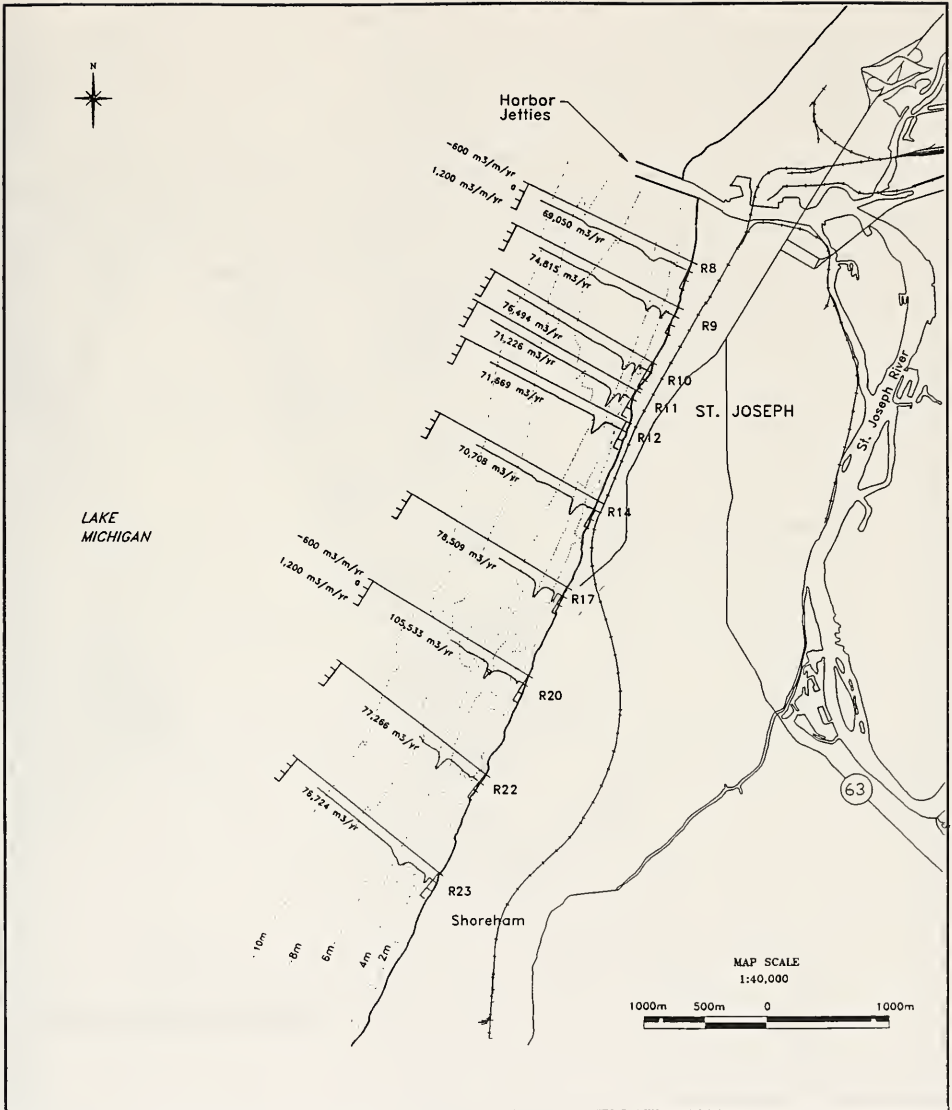 N
Harbor
Jetties
-600 m3/m/yr
0
1,200 m3/m/yr
69,050 m3/yr
R8
74,815 m3/yr
R9
76,494 m3/yr
R10
71,226 m3/yr
R11
ST. JOSEPH
71,669 m3/yr
R12
St. Joseph River
70,708 m3/yr
R14
LAKE
MICHIGAN
78,509 m3/yr
R17
-600 m3/m/yr
0
1,200 m3/m/yr
105,533 m3/yr
R20
77,266 m3/yr
R22
63
76,724 m3/yr
R23
Shoreham
10m
8m
6m
4m
2m
MAP SCALE
1:40,000
1000m 500m 0 1000m